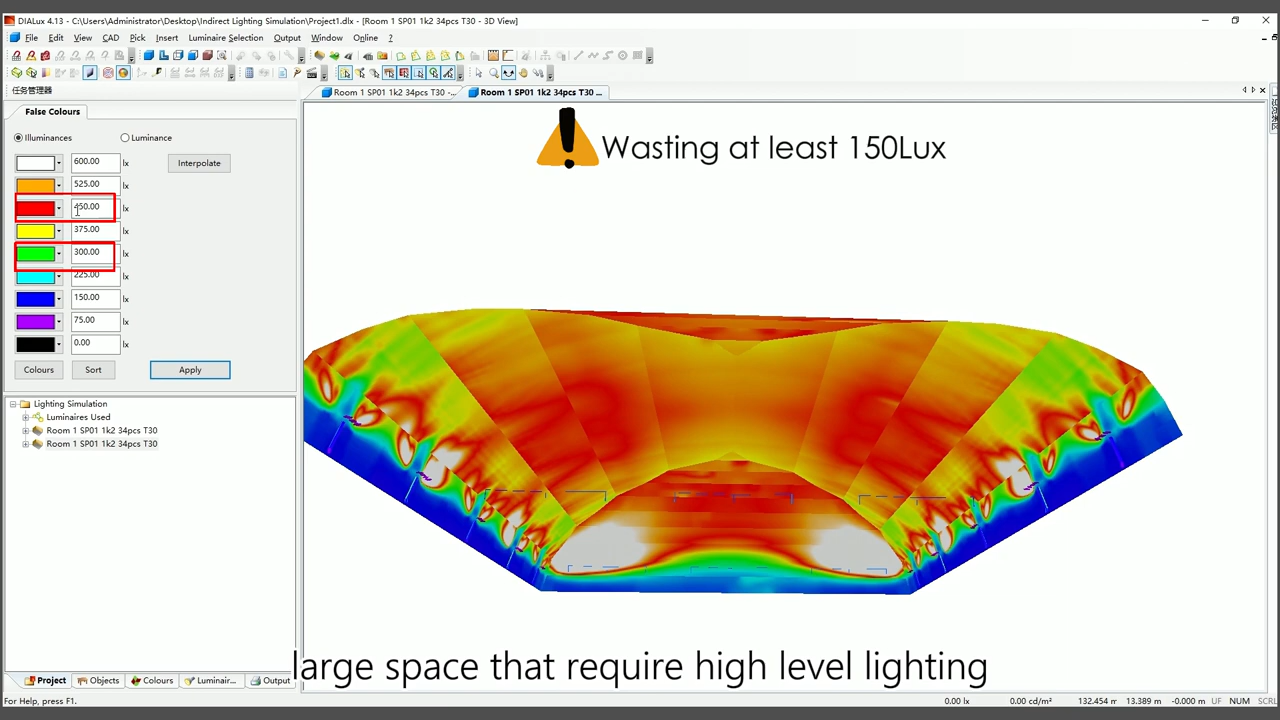 DIALux 4.13 - C:\Users\Administrator\Desktop\Indirect Lighting Simulation\Project1.dlx - [Room 1 SP01 1k2 34pcs T30 - 3D View]
File Edit View CAD Pick Insert Luminaire Selection Output Window Online ?
任务管理器
Room 1 SP01 1k2 34pcs T30 -...
Room 1 SP01 1k2 34pcs T30 ...
False Colours
Illuminances Luminance
600.00 lx Interpolate
525.00 lx
450.00 lx
375.00 lx
300.00 lx
225.00 lx
150.00 lx
75.00 lx
0.00 lx
Colours Sort Apply
Wasting at least 150Lux
Lighting Simulation
Luminaires Used
Room 1 SP01 1k2 34pcs T30
Room 1 SP01 1k2 34pcs T30
large space that require high level lighting
Project Objects Colours Luminair... Output
For Help, press F1.
0.00 lx 0.00 cd/m² 132.454 m 13.389 m -0.000 m UF NUM SCRL